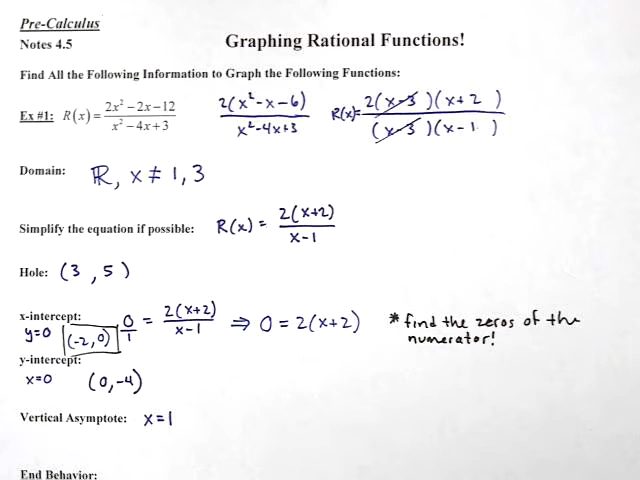 Pre-Calculus
Notes 4.5
Graphing Rational Functions!
Find All the Following Information to Graph the Following Functions:
Ex #1: R(x) = (2x² − 2x − 12)/(x² − 4x + 3)   2(x² − x − 6)/(x² − 4x + 3)   R(x) = 2(x−3)(x+2)/(x−3)(x−1)
Domain: ℝ, x ≠ 1, 3
Simplify the equation if possible: R(x) = 2(x+2)/(x−1)
Hole: (3, 5)
x-intercept:
y=0 (-2, 0) 0/1 = 2(x+2)/(x−1) ⇒ 0 = 2(x+2) *find the zeros of the
numerator!
y-intercept:
x=0 (0, -4)
Vertical Asymptote: x=1
End Behavior: